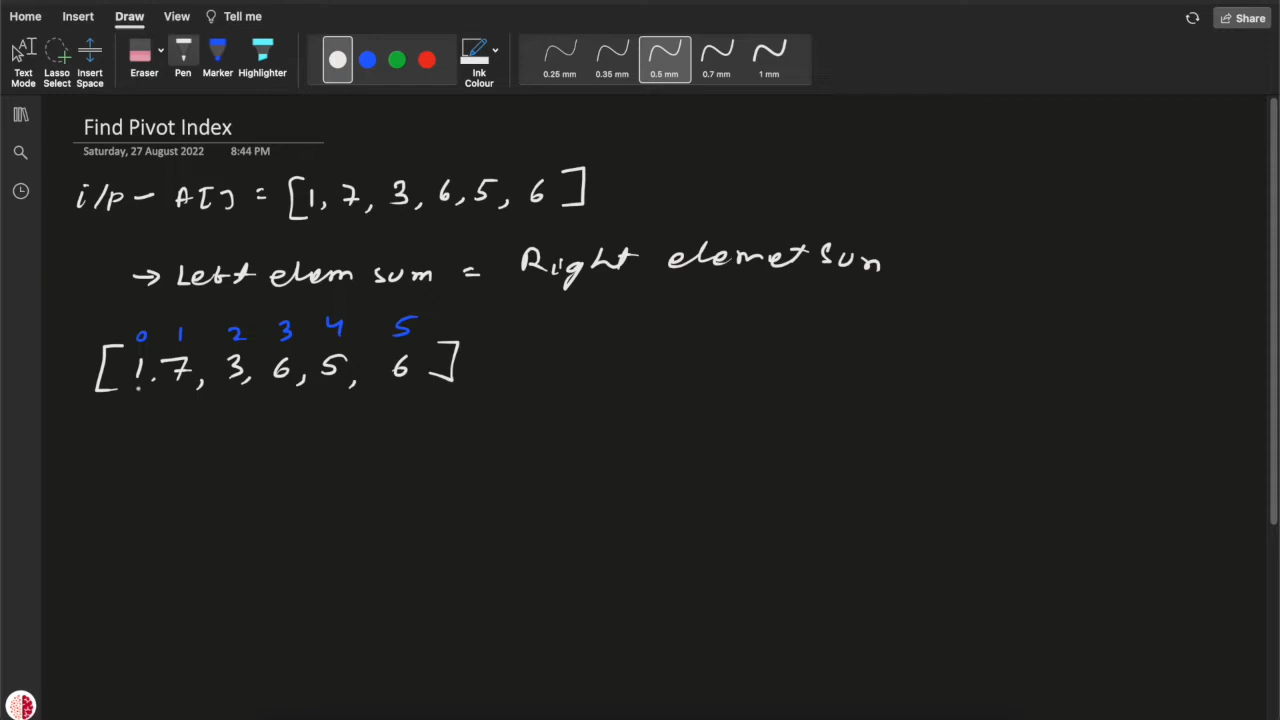 Home Insert Draw View Tell me Share
Text Mode Lasso Select Insert Space Eraser Pen Marker Highlighter Ink Colour 0.25 mm 0.35 mm 0.5 mm 0.7 mm 1 mm
Find Pivot Index
Saturday, 27 August 2022 8:44 PM
i/p - A[] = [1, 7, 3, 6, 5, 6]
→ Left elem sum = Right elemet Sum
0 1 2 3 4 5
[1.7, 3, 6, 5, 6]